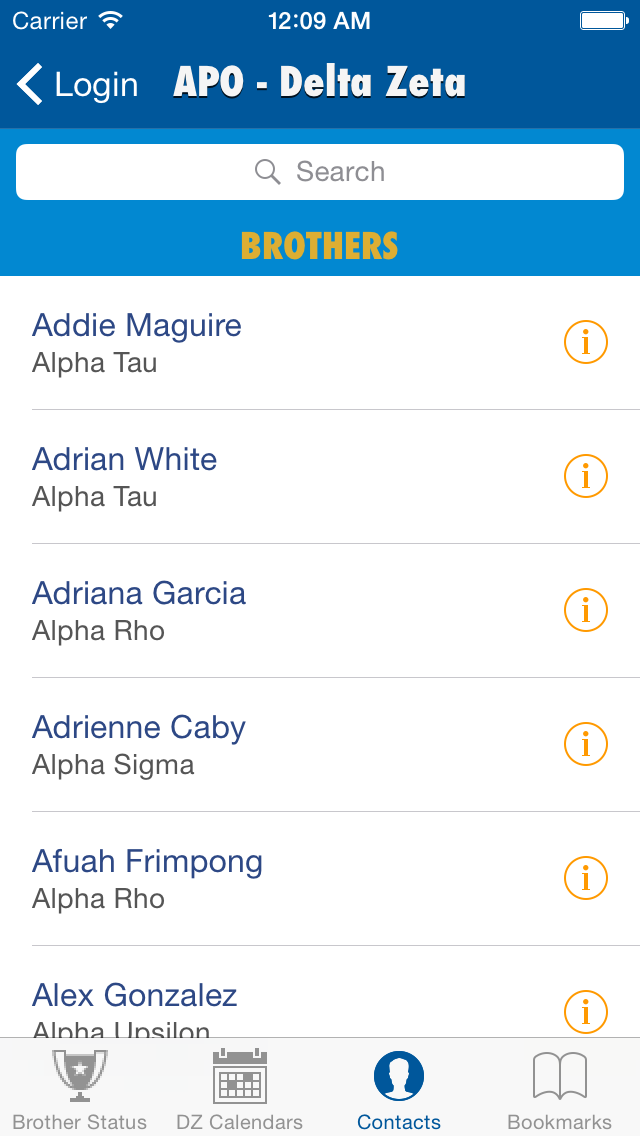 Carrier 12:09 AM
Login APO - Delta Zeta
Search
BROTHERS
Addie Maguire
Alpha Tau
Adrian White
Alpha Tau
Adriana Garcia
Alpha Rho
Adrienne Caby
Alpha Sigma
Afuah Frimpong
Alpha Rho
Alex Gonzalez
Alpha Upsilon
Brother Status DZ Calendars Contacts Bookmarks